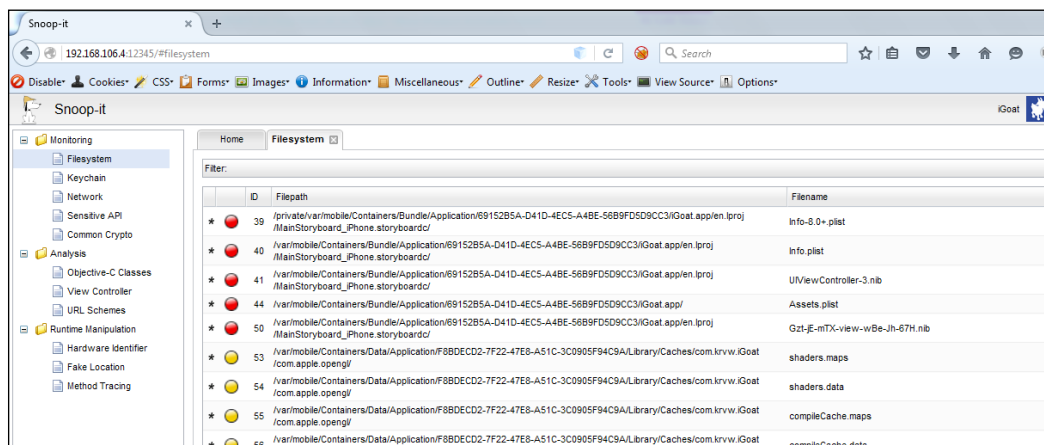 Snoop-it
192.168.106.4:12345/#filesystem
Search
Disable Cookies CSS Forms Images Information Miscellaneous Outline Resize Tools View Source Options
Snoop-it
iGoat
Monitoring
Filesystem
Keychain
Network
Sensitive API
Common Crypto
Analysis
Objective-C Classes
View Controller
URL Schemes
Runtime Manipulation
Hardware Identifier
Fake Location
Method Tracing
Home Filesystem
Filter:
ID Filepath Filename
* 39 /private/var/mobile/Containers/Bundle/Application/69152B5A-D41D-4EC5-A4BE-56B9FD5D9CC3/iGoat.app/en.lproj Info-8.0+.plist
/MainStoryboard_iPhone.storyboardc/
* 40 /var/mobile/Containers/Bundle/Application/69152B5A-D41D-4EC5-A4BE-56B9FD5D9CC3/iGoat.app/en.lproj Info.plist
/MainStoryboard_iPhone.storyboardc/
* 41 /var/mobile/Containers/Bundle/Application/69152B5A-D41D-4EC5-A4BE-56B9FD5D9CC3/iGoat.app/en.lproj UIViewController-3.nib
/MainStoryboard_iPhone.storyboardc/
* 44 /var/mobile/Containers/Bundle/Application/69152B5A-D41D-4EC5-A4BE-56B9FD5D9CC3/iGoat.app/ Assets.plist
* 50 /var/mobile/Containers/Bundle/Application/69152B5A-D41D-4EC5-A4BE-56B9FD5D9CC3/iGoat.app/en.lproj Gzt-jE-mTX-view-wBe-Jh-67H.nib
/MainStoryboard_iPhone.storyboardc/
* 53 /var/mobile/Containers/Data/Application/F8BDECD2-7F22-47E8-A51C-3C0905F94C9A/Library/Caches/com.krvw.iGoat shaders.maps
/com.apple.opengl/
* 54 /var/mobile/Containers/Data/Application/F8BDECD2-7F22-47E8-A51C-3C0905F94C9A/Library/Caches/com.krvw.iGoat shaders.data
/com.apple.opengl/
* 55 /var/mobile/Containers/Data/Application/F8BDECD2-7F22-47E8-A51C-3C0905F94C9A/Library/Caches/com.krvw.iGoat compileCache.maps
/com.apple.opengl/
* 56 /var/mobile/Containers/Data/Application/F8BDECD2-7F22-47E8-A51C-3C0905F94C9A/Library/Caches/com.krvw.iGoat compileCache.data